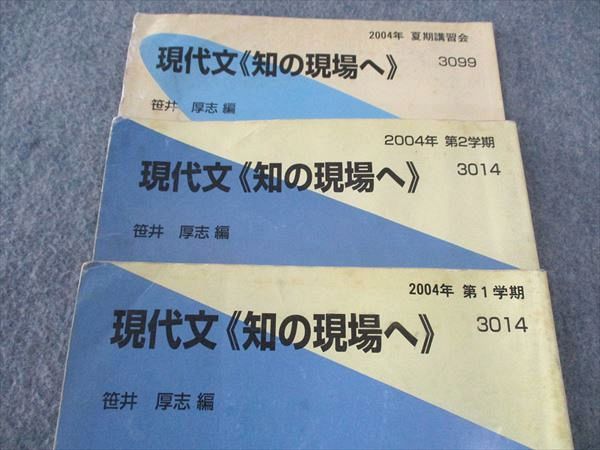 2004年 夏期講習会
現代文《知の現場へ》 3099
笹井 厚志 編
2004年 第2学期
現代文《知の現場へ》 3014
笹井 厚志 編
2004年 第1学期
現代文《知の現場へ》 3014
笹井 厚志 編